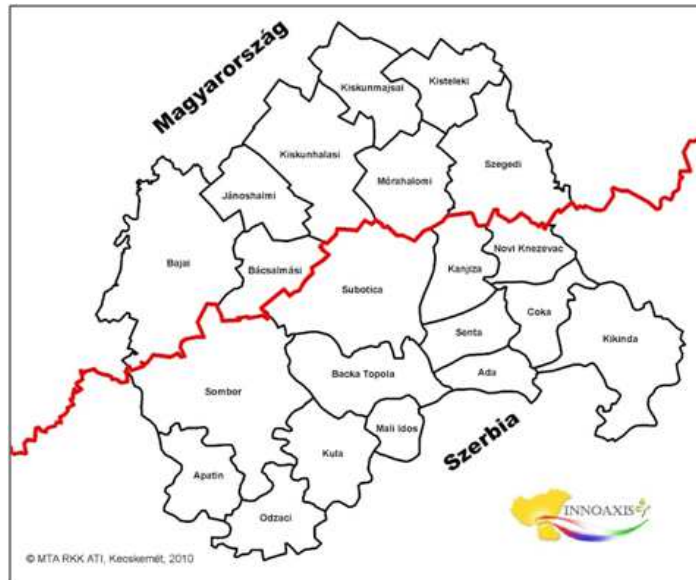 Magyarország
Kiskunmajsai
Kisteleki
Kiskunhalasi
Mórahalomi
Szegedi
Jánoshalmi
Bajai
Bácsalmási
Subotica
Kanjiza
Novi Knezevac
Senta
Coka
Kikinda
Sombor
Backa Topola
Ada
Mali Idos
Kula
Szerbia
Apatin
Odzaci
INNOAXIS
© MTA RKK ATI, Kecskemét, 2010